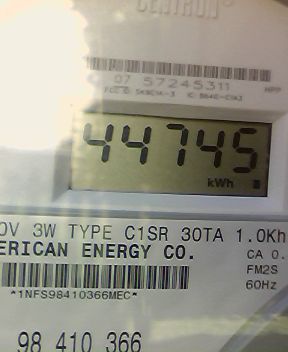 CENTRON®
07 57245311
44745
kWh
0V 3W TYPE C1SR 30TA 1.0Kh
ERICAN ENERGY CO.
CA 0.
FM2S
60Hz
*1NFS98410366MEC*
98 410 366